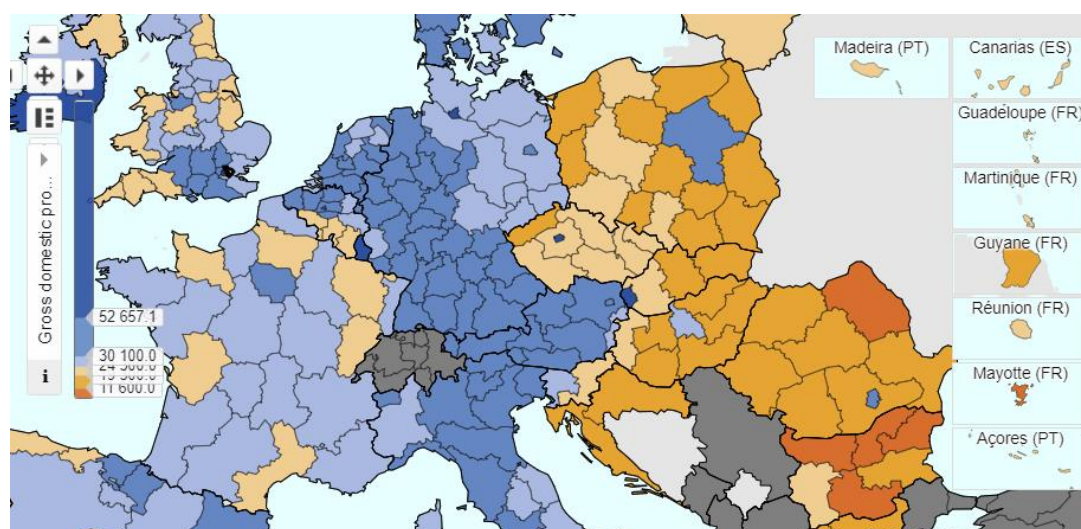 Madeira (PT)
Canarias (ES)
Guadéloupe (FR)
Martinique (FR)
Guyane (FR)
Réunion (FR)
Mayotte (FR)
Açores (PT)
Gross domestic pro...
52 657.1
30 100.0
11 600.0
i